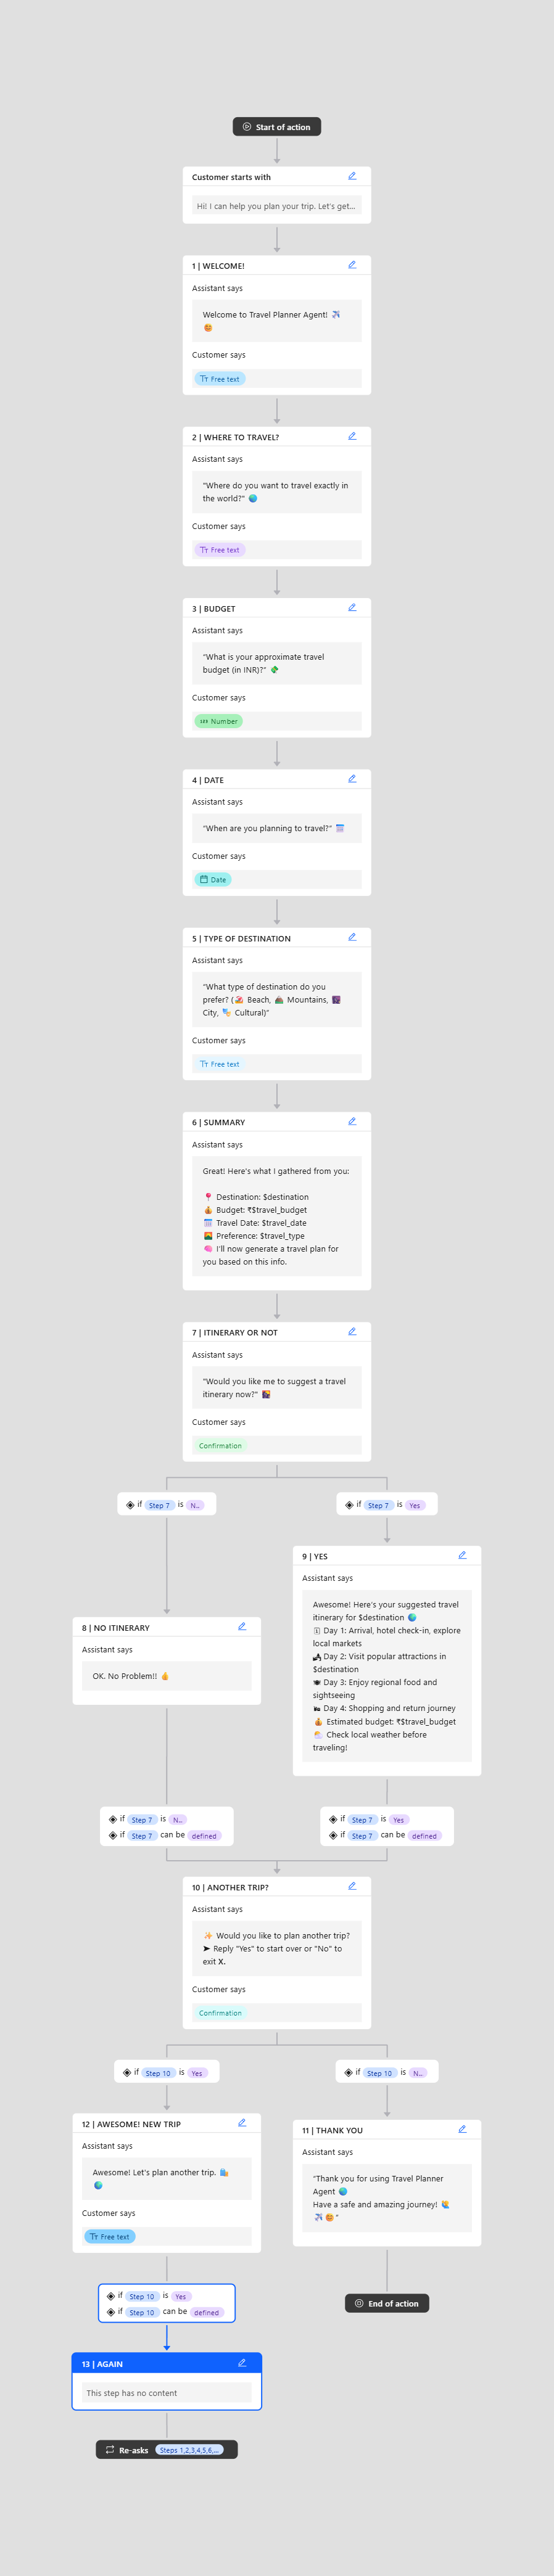 Start of action
Customer starts with
Hi! I can help you plan your trip. Let's get...
1 | WELCOME!
Assistant says
Welcome to Travel Planner Agent! ✈️
🤩
Customer says
Tт Free text
2 | WHERE TO TRAVEL?
Assistant says
"Where do you want to travel exactly in
the world?" 🌏
Customer says
Tт Free text
3 | BUDGET
Assistant says
"What is your approximate travel
budget (in INR)?" 💸
Customer says
123 Number
4 | DATE
Assistant says
"When are you planning to travel?" 📅
Customer says
Date
5 | TYPE OF DESTINATION
Assistant says
"What type of destination do you
prefer? (🏖️ Beach, ⛰️ Mountains, 🌆
City, 🎭 Cultural)"
Customer says
Tт Free text
6 | SUMMARY
Assistant says
Great! Here's what I gathered from you:
📍 Destination: $destination
💰 Budget: ₹$travel_budget
📅 Travel Date: $travel_date
🌄 Preference: $travel_type
🧠 I'll now generate a travel plan for
you based on this info.
7 | ITINERARY OR NOT
Assistant says
"Would you like me to suggest a travel
itinerary now?"
Customer says
Confirmation
if Step 7 is N..
if Step 7 is Yes
9 | YES
Assistant says
Awesome! Here's your suggested travel
itinerary for $destination 🌏
Day 1: Arrival, hotel check-in, explore
local markets
Day 2: Visit popular attractions in
$destination
Day 3: Enjoy regional food and
sightseeing
Day 4: Shopping and return journey
💰 Estimated budget: ₹$travel_budget
Check local weather before
traveling!
8 | NO ITINERARY
Assistant says
OK. No Problem!! 👍
if Step 7 is N..
if Step 7 can be defined
if Step 7 is Yes
if Step 7 can be defined
10 | ANOTHER TRIP?
Assistant says
✨ Would you like to plan another trip?
➤ Reply "Yes" to start over or "No" to
exit X.
Customer says
Confirmation
if Step 10 is Yes
if Step 10 is N..
12 | AWESOME! NEW TRIP
Assistant says
Awesome! Let's plan another trip. 🛍️
🌏
Customer says
Tт Free text
11 | THANK YOU
Assistant says
"Thank you for using Travel Planner
Agent 🌏
Have a safe and amazing journey!
✈️🤩"
End of action
if Step 10 is Yes
if Step 10 can be defined
13 | AGAIN
This step has no content
Re-asks Steps 1,2,3,4,5,6,...